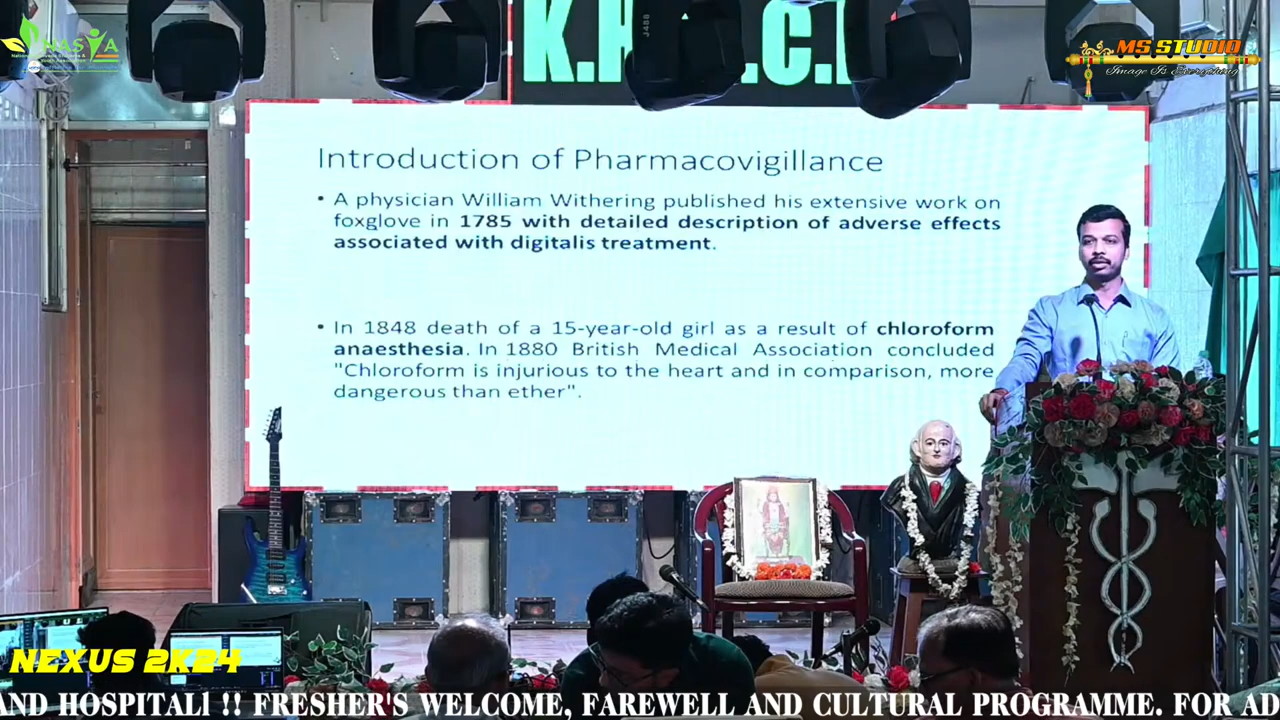 NASYA
MS STUDIO
Image Is Everything
J488
Introduction of Pharmacovigillance
• A physician William Withering published his extensive work on
foxglove in 1785 with detailed description of adverse effects
associated with digitalis treatment.
• In 1848 death of a 15-year-old girl as a result of chloroform
anaesthesia. In 1880 British Medical Association concluded
"Chloroform is injurious to the heart and in comparison, more
dangerous than ether".
NEXUS 2K24
AND HOSPITAL !! FRESHER'S WELCOME, FAREWELL AND CULTURAL PROGRAMME. FOR AD